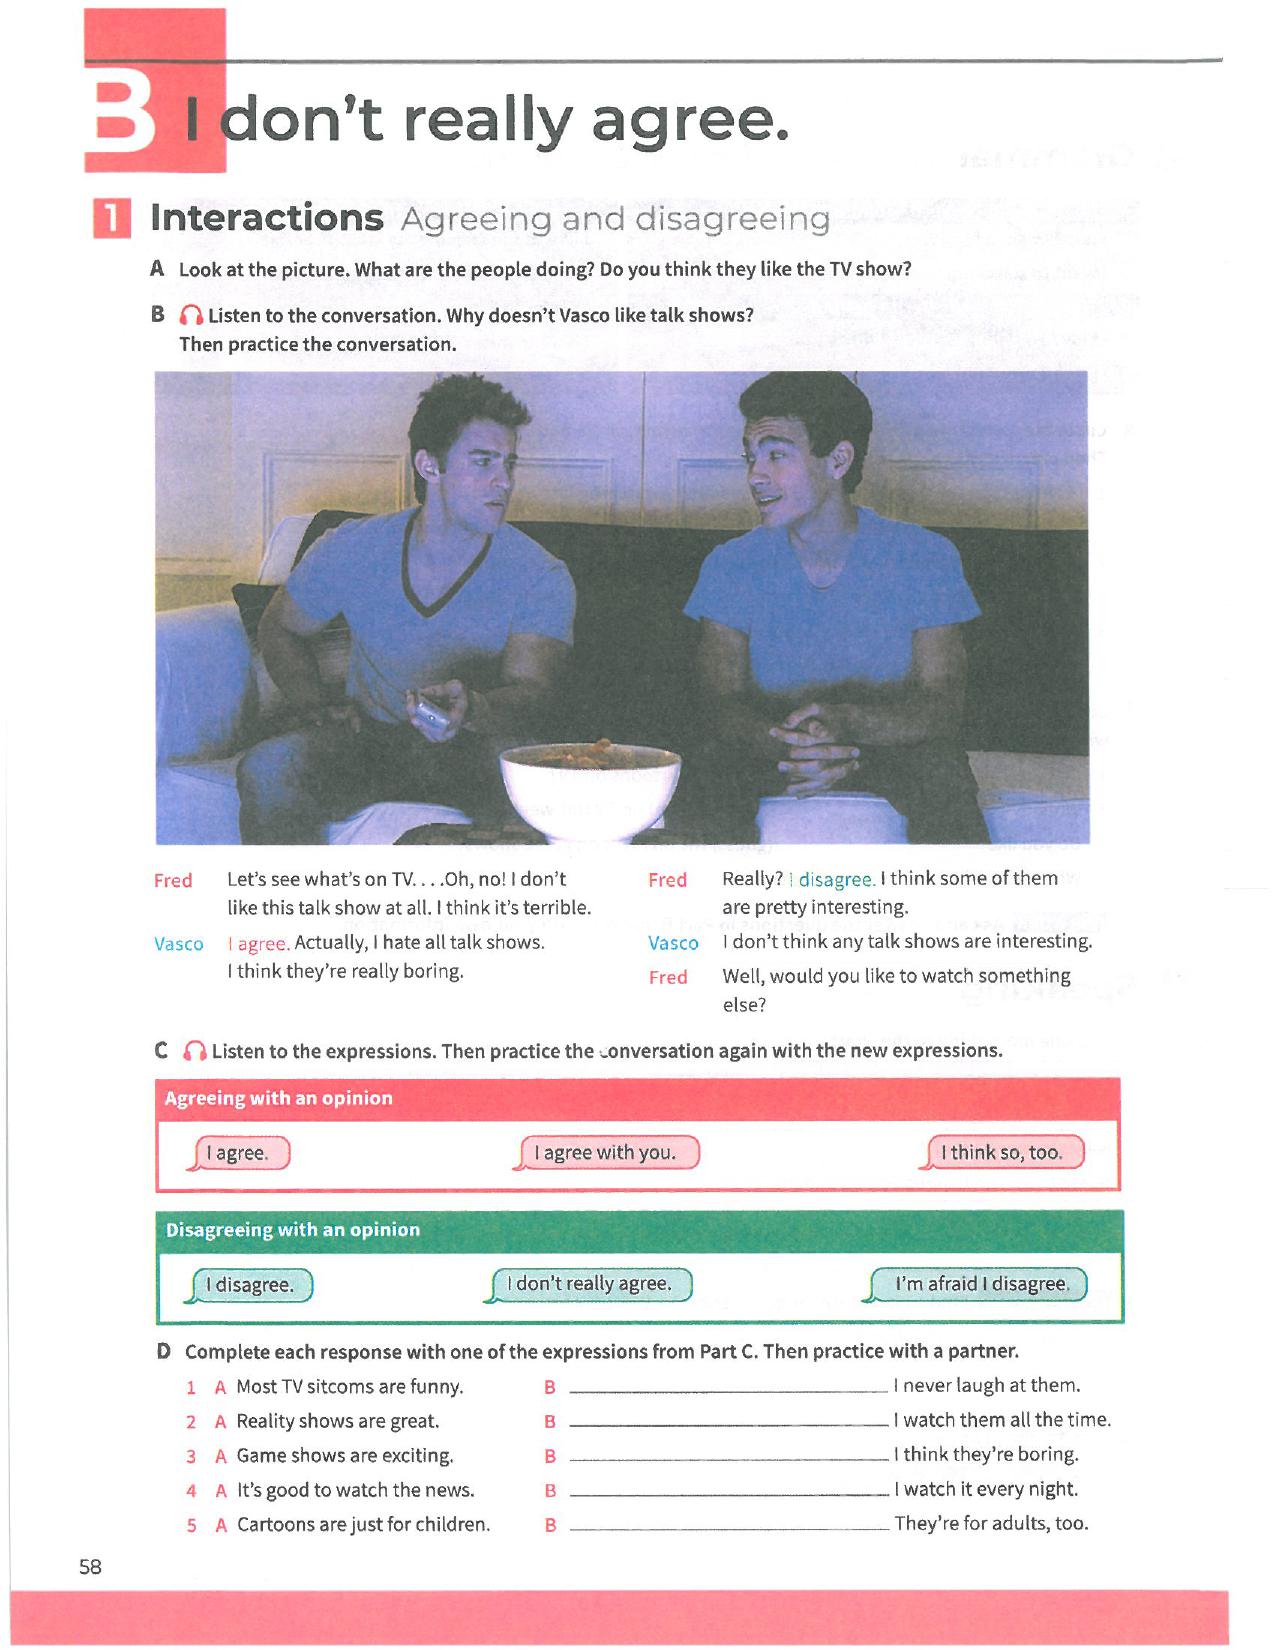 B I don't really agree.
1 Interactions Agreeing and disagreeing
A Look at the picture. What are the people doing? Do you think they like the TV show?
B Listen to the conversation. Why doesn't Vasco like talk shows?
Then practice the conversation.
Fred Let's see what's on TV. . . .Oh, no! I don't
like this talk show at all. I think it's terrible.
Vasco I agree. Actually, I hate all talk shows.
I think they're really boring.
Fred Really? I disagree. I think some of them
are pretty interesting.
Vasco I don't think any talk shows are interesting.
Fred Well, would you like to watch something
else?
C Listen to the expressions. Then practice the conversation again with the new expressions.
Agreeing with an opinion
I agree. I agree with you. I think so, too.
Disagreeing with an opinion
I disagree. I don't really agree. I'm afraid I disagree.
D Complete each response with one of the expressions from Part C. Then practice with a partner.
1 A Most TV sitcoms are funny. B ____ I never laugh at them.
2 A Reality shows are great. B ____ I watch them all the time.
3 A Game shows are exciting. B ____ I think they're boring.
4 A It's good to watch the news. B ____ I watch it every night.
5 A Cartoons are just for children. B ____ They're for adults, too.
58